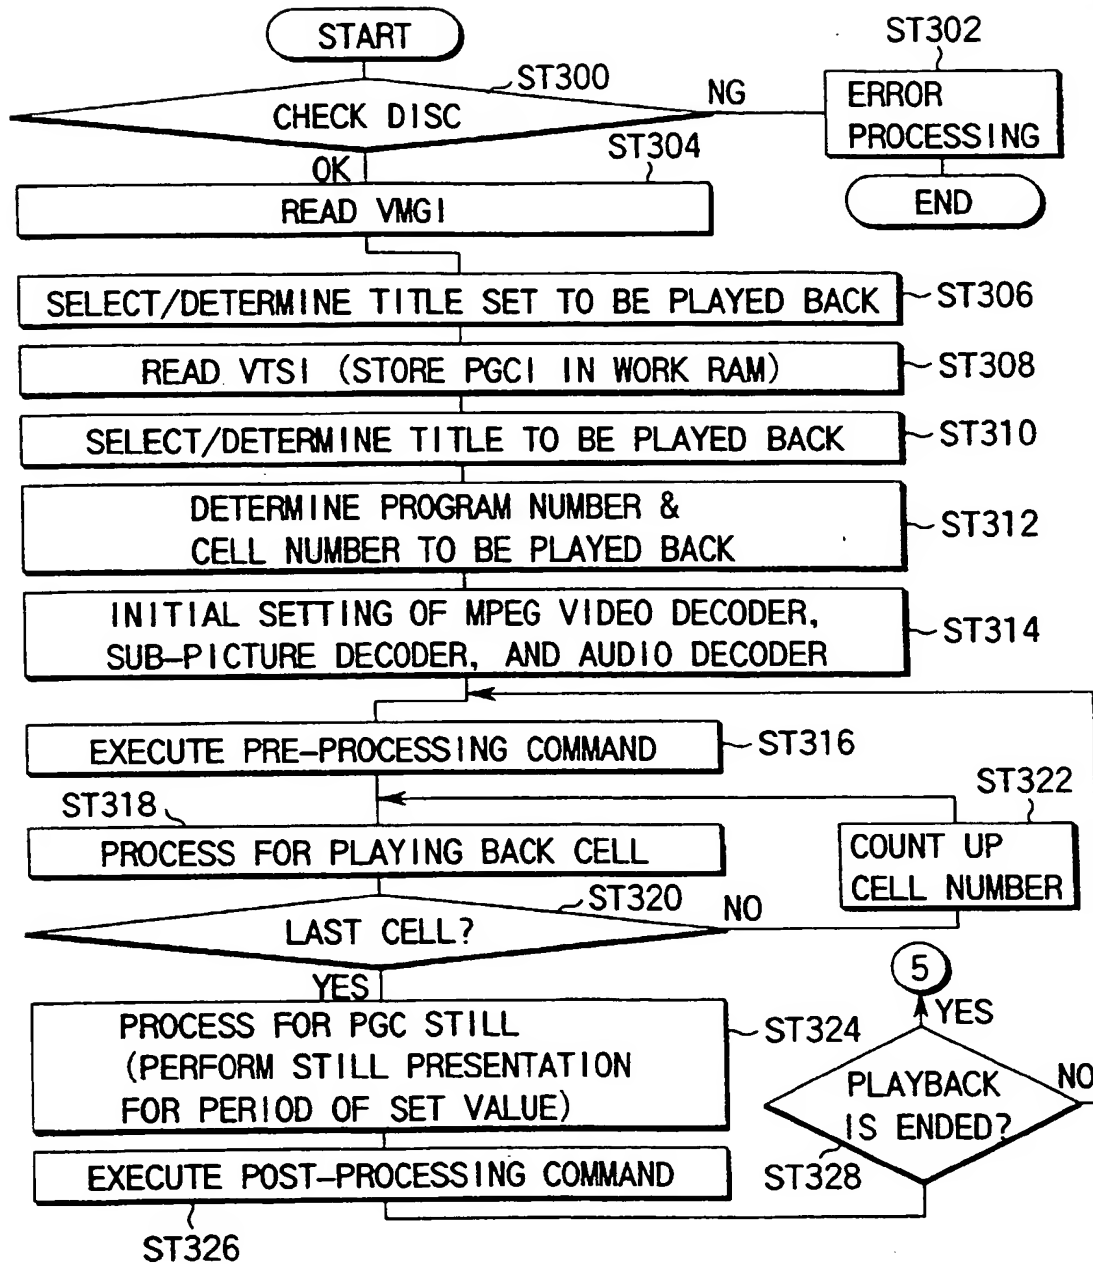 START
ST300
CHECK DISC
NG
ST302
ERROR
PROCESSING
END
OK
ST304
READ VMGI
SELECT/DETERMINE TITLE SET TO BE PLAYED BACK
ST306
READ VTSI (STORE PGCI IN WORK RAM)
ST308
SELECT/DETERMINE TITLE TO BE PLAYED BACK
ST310
DETERMINE PROGRAM NUMBER &
CELL NUMBER TO BE PLAYED BACK
ST312
INITIAL SETTING OF MPEG VIDEO DECODER,
SUB-PICTURE DECODER, AND AUDIO DECODER
ST314
EXECUTE PRE-PROCESSING COMMAND
ST316
ST318
PROCESS FOR PLAYING BACK CELL
ST322
COUNT UP
CELL NUMBER
ST320
LAST CELL?
NO
YES
PROCESS FOR PGC STILL
(PERFORM STILL PRESENTATION
FOR PERIOD OF SET VALUE)
ST324
EXECUTE POST-PROCESSING COMMAND
ST326
5
YES
PLAYBACK
IS ENDED?
NO
ST328